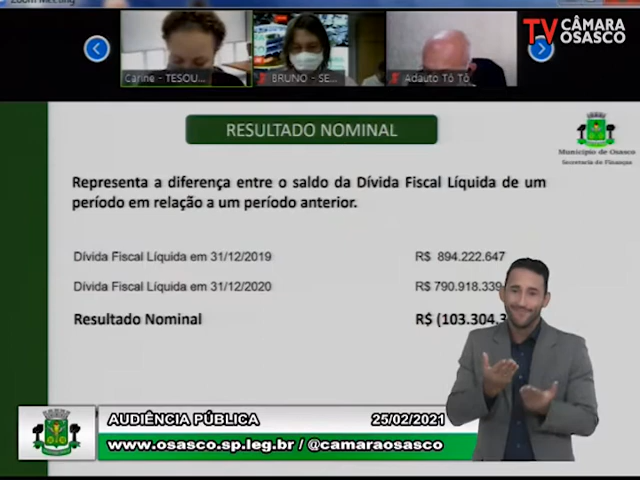 Zoom Meeting
TV CÂMARA
OSASCO
Carine - TESOU...
BRUNO - SE...
Adauto Tô Tô
RESULTADO NOMINAL
Município de Osasco
Secretaria de Finanças
Representa a diferença entre o saldo da Dívida Fiscal Líquida de um
período em relação a um período anterior.
Dívida Fiscal Líquida em 31/12/2019 R$ 894.222.647
Dívida Fiscal Líquida em 31/12/2020 R$ 790.918.339
Resultado Nominal R$ (103.304.3
AUDIÊNCIA PÚBLICA 25/02/2021
www.osasco.sp.leg.br / @camaraosasco